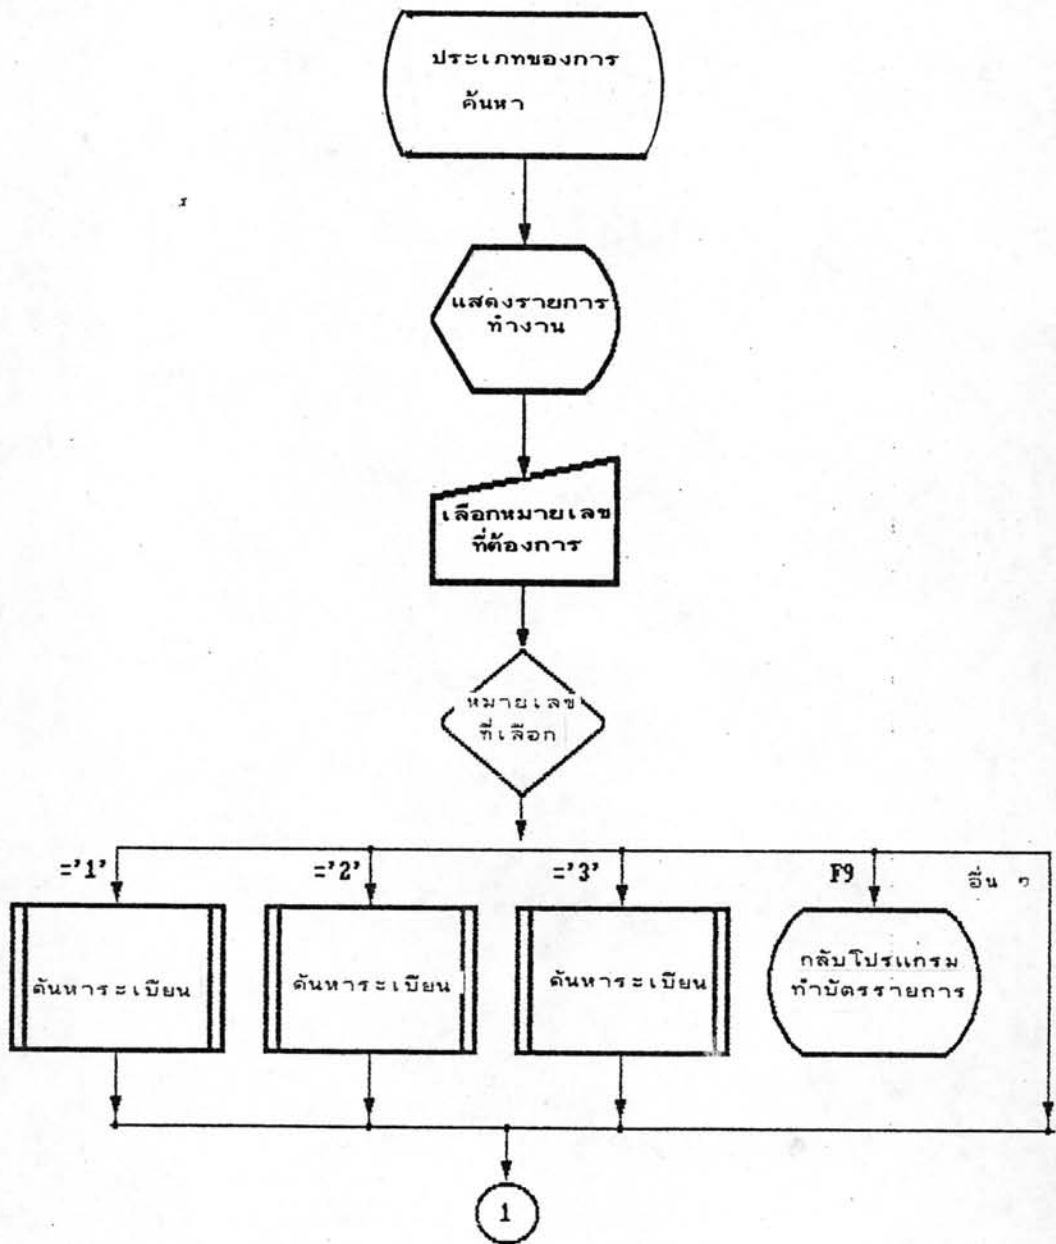 ประเภทของการ
ค้นหา
แสดงรายการ
ทำงาน
เลือกหมายเลข
ที่ต้องการ
หมายเลข
ที่เลือก
='1'
='2'
='3'
F9
อื่น ๆ
ค้นหาระเบียน
ค้นหาระเบียน
ค้นหาระเบียน
กลับโปรแกรม
ทำบัตรรายการ
1